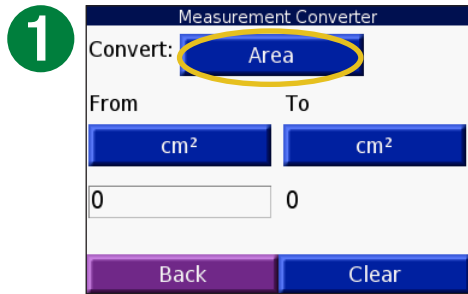 1
Measurement Converter
Convert: Area
From To
cm² cm²
0 0
Back Clear